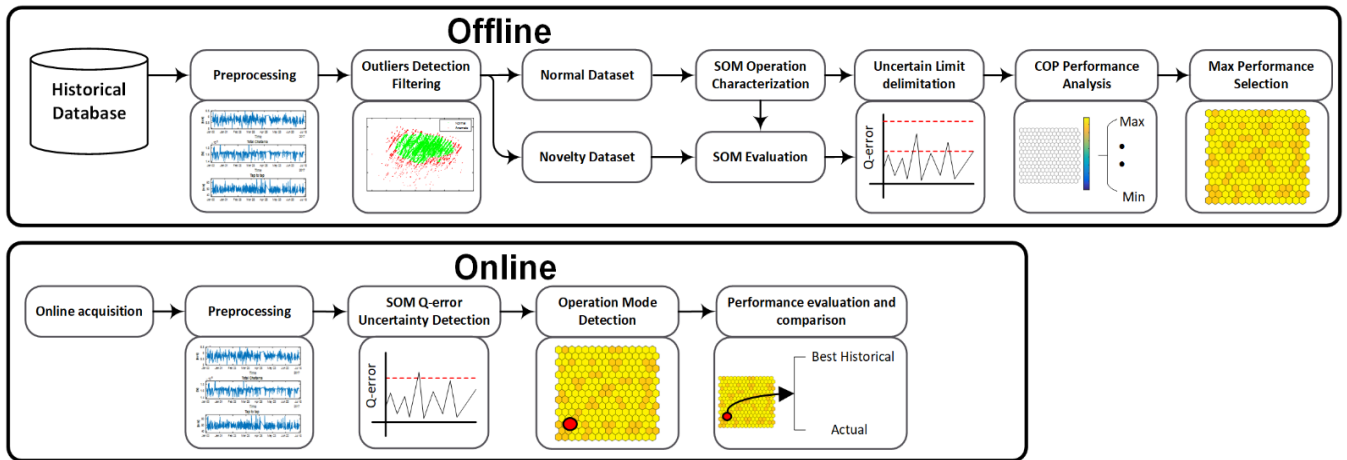 Offline
Historical
Database
Preprocessing
Outliers Detection
Filtering
Normal Dataset
Novelty Dataset
SOM Operation
Characterization
SOM Evaluation
Uncertain Limit
delimitation
Q-error
COP Performance
Analysis
Max
Min
Max Performance
Selection
Online
Online acquisition
Preprocessing
SOM Q-error
Uncertainty Detection
Q-error
Operation Mode
Detection
Performance evaluation and
comparison
Best Historical
Actual